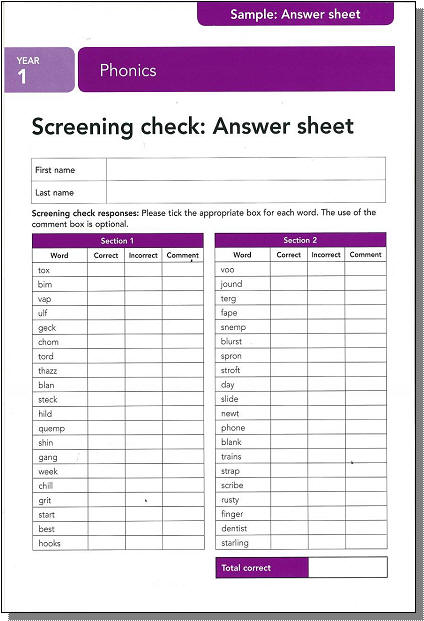 Sample: Answer sheet
YEAR
1
Phonics
Screening check: Answer sheet
First name
Last name
Screening check responses: Please tick the appropriate box for each word. The use of the
comment box is optional.
Section 1
Word Correct Incorrect Comment
tox
bim
vap
ulf
geck
chom
tord
thazz
blan
steck
hild
quemp
shin
gang
week
chill
grit
start
best
hooks
Section 2
Word Correct Incorrect Comment
voo
jound
terg
fape
snemp
blurst
spron
stroft
day
slide
newt
phone
blank
trains
strap
scribe
rusty
finger
dentist
starling
Total correct